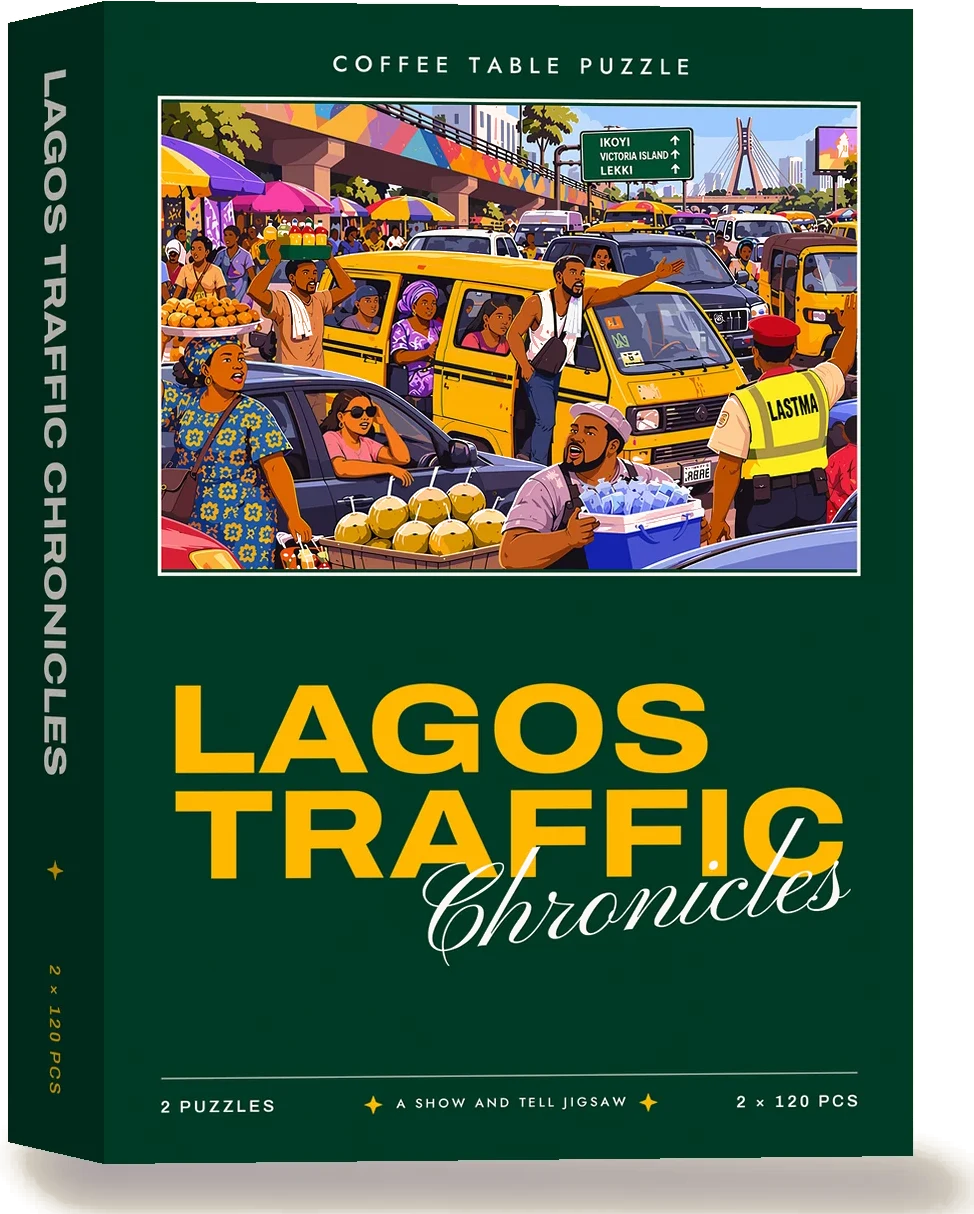 COFFEE TABLE PUZZLE
IKOYI
VICTORIA ISLAND
LEKKI
LASTMA
LAGOS
TRAFFIC
Chronicles
2 PUZZLES
A SHOW AND TELL JIGSAW
2 × 120 PCS
LAGOS TRAFFIC CHRONICLES
2 × 120 PCS